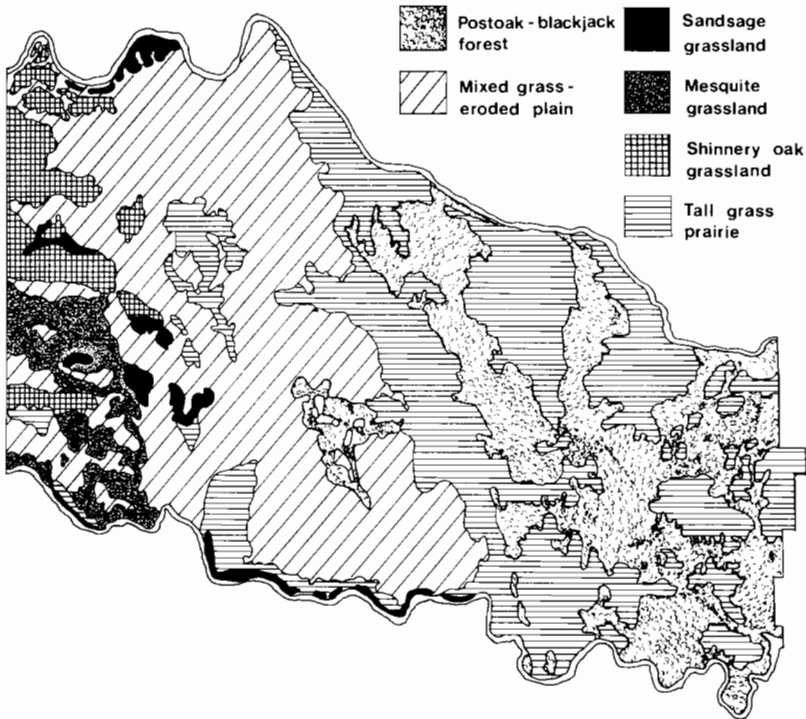 Postoak - blackjack
forest
Mixed grass -
eroded plain
Sandsage
grassland
Mesquite
grassland
Shinnery oak
grassland
Tall grass
prairie